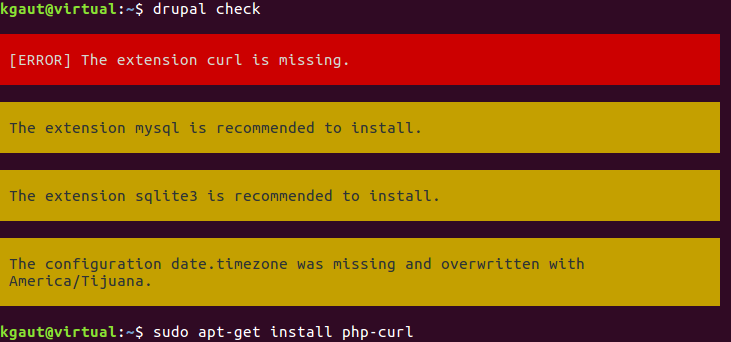 kgaut@virtual:~$ drupal check
[ERROR] The extension curl is missing.
The extension mysql is recommended to install.
The extension sqlite3 is recommended to install.
The configuration date.timezone was missing and overwritten with
America/Tijuana.
kgaut@virtual:~$ sudo apt-get install php-curl